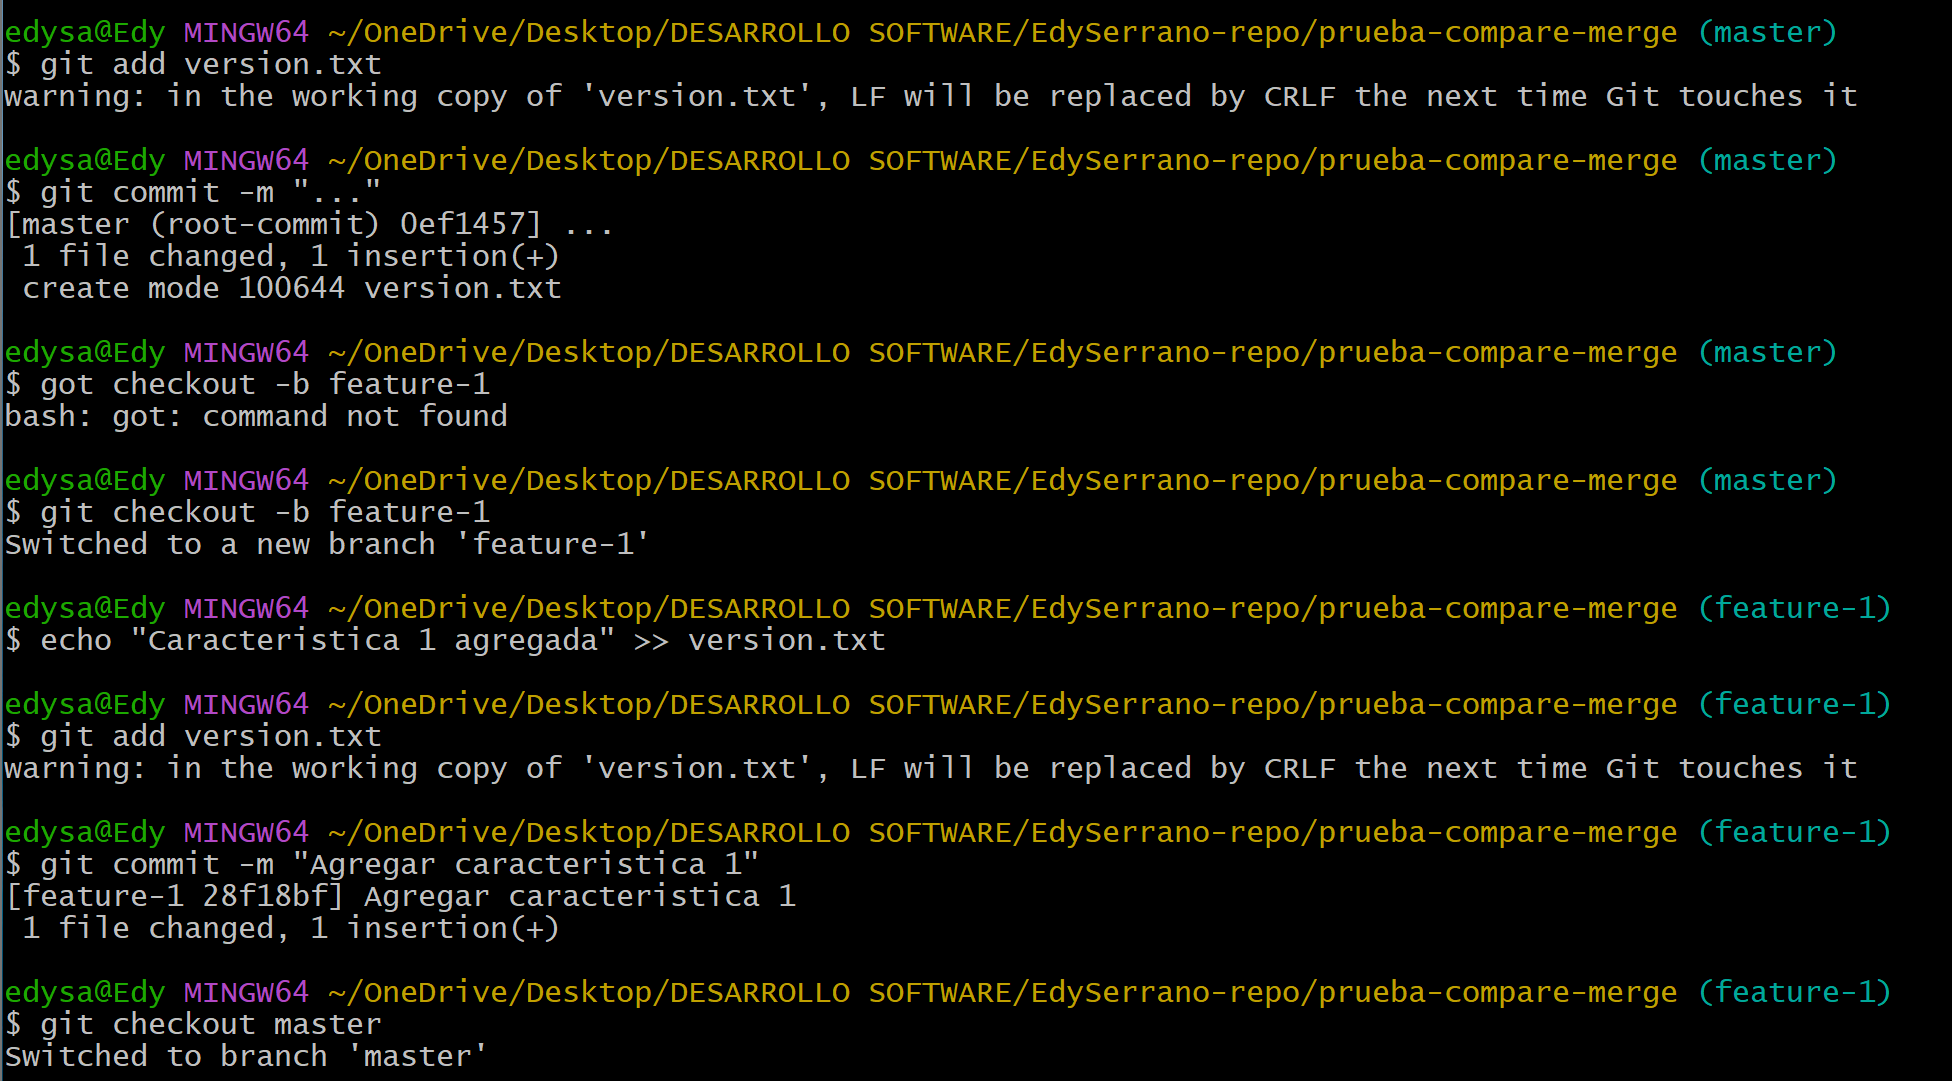 edysa@Edy MINGW64 ~/OneDrive/Desktop/DESARROLLO SOFTWARE/EdySerrano-repo/prueba-compare-merge (master)
$ git add version.txt
warning: in the working copy of 'version.txt', LF will be replaced by CRLF the next time Git touches it
edysa@Edy MINGW64 ~/OneDrive/Desktop/DESARROLLO SOFTWARE/EdySerrano-repo/prueba-compare-merge (master)
$ git commit -m "..."
[master (root-commit) 0ef1457] ...
1 file changed, 1 insertion(+)
create mode 100644 version.txt
edysa@Edy MINGW64 ~/OneDrive/Desktop/DESARROLLO SOFTWARE/EdySerrano-repo/prueba-compare-merge (master)
$ got checkout -b feature-1
bash: got: command not found
edysa@Edy MINGW64 ~/OneDrive/Desktop/DESARROLLO SOFTWARE/EdySerrano-repo/prueba-compare-merge (master)
$ git checkout -b feature-1
Switched to a new branch 'feature-1'
edysa@Edy MINGW64 ~/OneDrive/Desktop/DESARROLLO SOFTWARE/EdySerrano-repo/prueba-compare-merge (feature-1)
$ echo "Caracteristica 1 agregada" >> version.txt
edysa@Edy MINGW64 ~/OneDrive/Desktop/DESARROLLO SOFTWARE/EdySerrano-repo/prueba-compare-merge (feature-1)
$ git add version.txt
warning: in the working copy of 'version.txt', LF will be replaced by CRLF the next time Git touches it
edysa@Edy MINGW64 ~/OneDrive/Desktop/DESARROLLO SOFTWARE/EdySerrano-repo/prueba-compare-merge (feature-1)
$ git commit -m "Agregar caracteristica 1"
[feature-1 28f18bf] Agregar caracteristica 1
1 file changed, 1 insertion(+)
edysa@Edy MINGW64 ~/OneDrive/Desktop/DESARROLLO SOFTWARE/EdySerrano-repo/prueba-compare-merge (feature-1)
$ git checkout master
Switched to branch 'master'